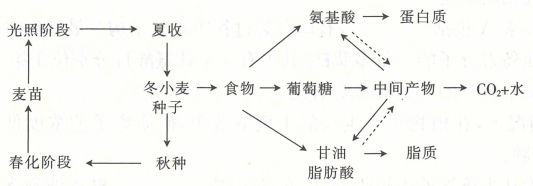 光照阶段
夏收
氨基酸
蛋白质
麦苗
冬小麦
种子
食物
葡萄糖
中间产物
CO₂+水
春化阶段
秋种
甘油
脂肪酸
脂质